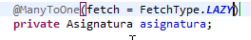 @ManyToOne(fetch = FetchType.LAZY)
private Asignatura asignatura;